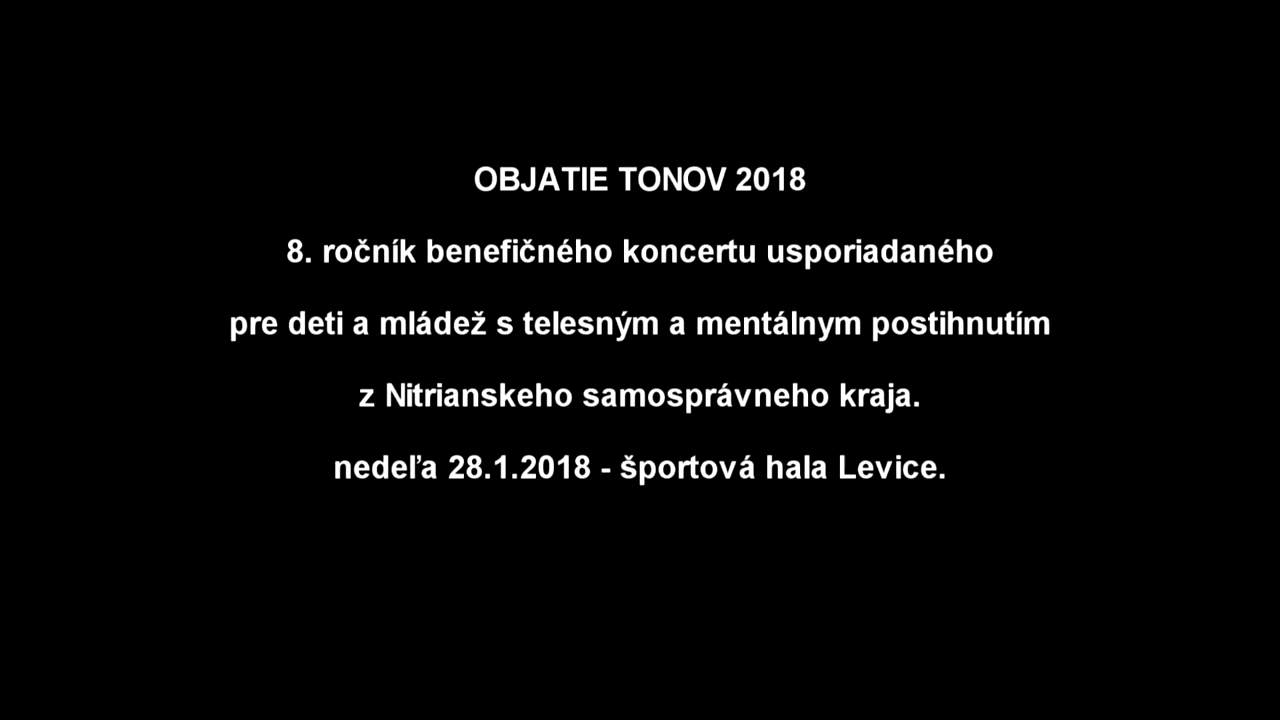 OBJATIE TONOV 2018
8. ročník benefičného koncertu usporiadaného
pre deti a mládež s telesným a mentálnym postihnutím
z Nitrianskeho samosprávneho kraja.
nedeľa 28.1.2018 - športová hala Levice.